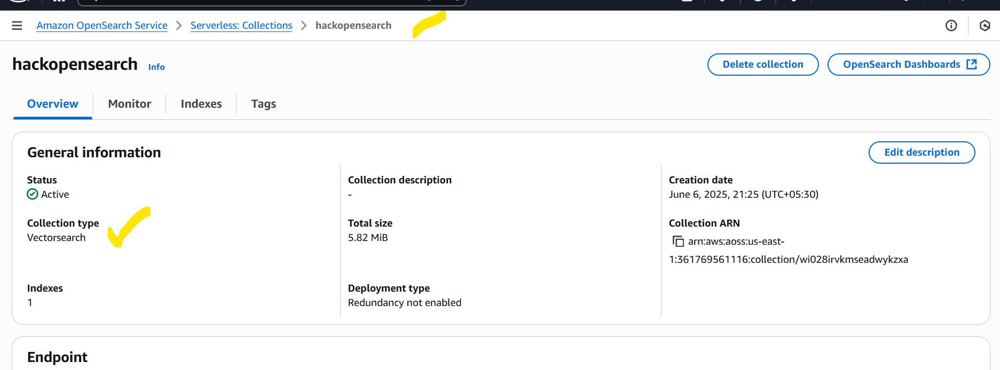 Amazon OpenSearch Service > Serverless: Collections > hackopensearch
hackopensearch Info
Delete collection
OpenSearch Dashboards
Overview
Monitor
Indexes
Tags
General information
Edit description
Status
Active
Collection type
Vectorsearch
Indexes
1
Collection description
-
Total size
5.82 MiB
Deployment type
Redundancy not enabled
Creation date
June 6, 2025, 21:25 (UTC+05:30)
Collection ARN
arn:aws:aoss:us-east-
1:361769561116:collection/wi028irvkmseadwykzxa
Endpoint